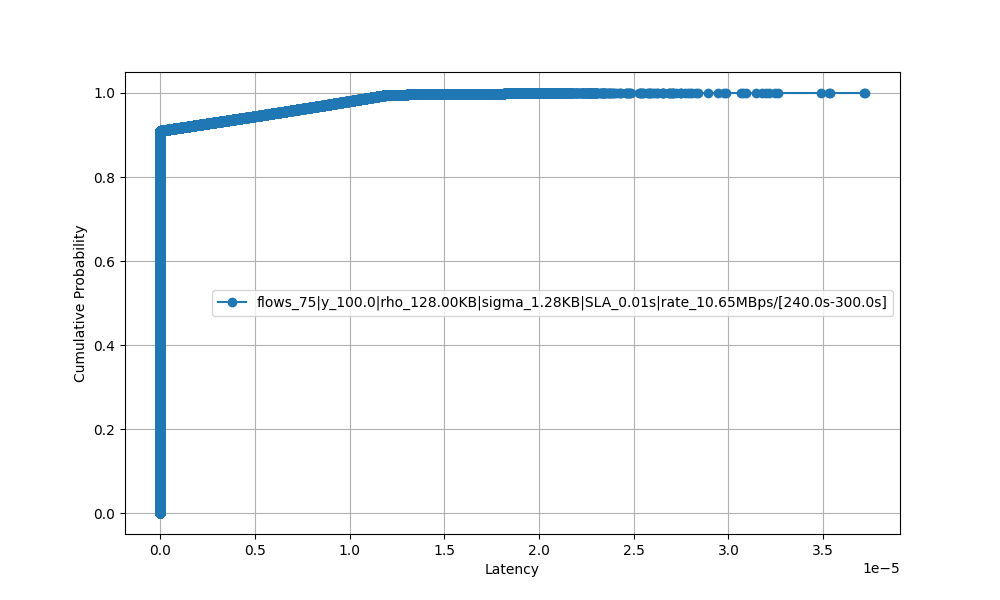 1.0
0.8
0.6
0.4
0.2
0.0
Cumulative Probability
flows_75|y_100.0|rho_128.00KB|sigma_1.28KB|SLA_0.01s|rate_10.65MBps/[240.0s-300.0s]
0.0 0.5 1.0 1.5 2.0 2.5 3.0 3.5
1e−5
Latency